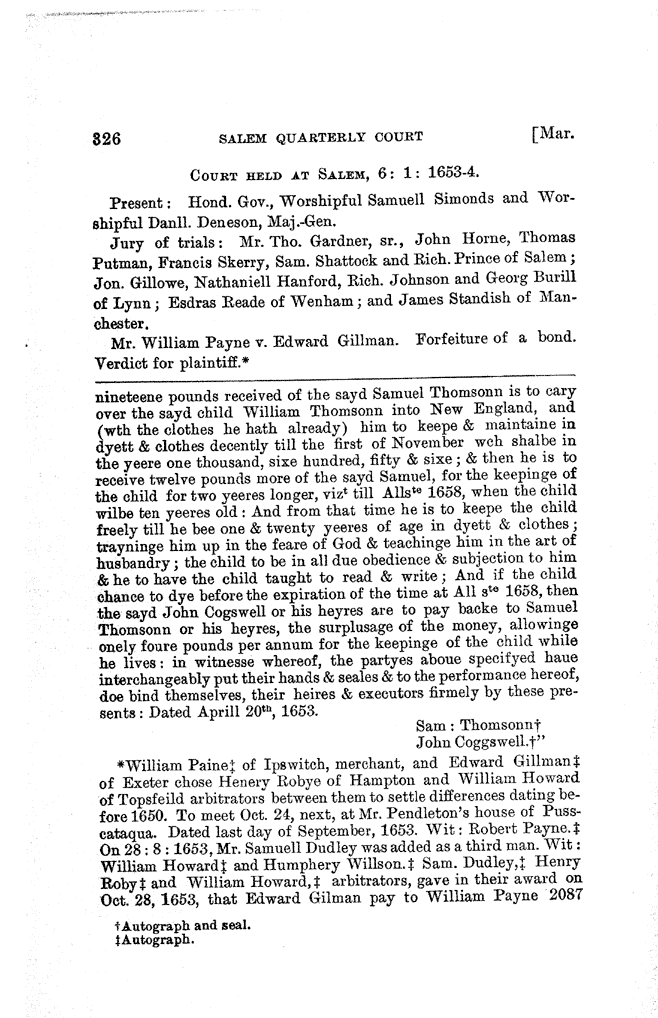 326 SALEM QUARTERLY COURT [Mar.
COURT HELD AT SALEM, 6: 1: 1653-4.
Present: Hond. Gov., Worshipful Samuell Simonds and Wor-
shipful Danll. Deneson, Maj.-Gen.
Jury of trials: Mr. Tho. Gardner, sr., John Horne, Thomas
Putman, Francis Skerry, Sam. Shattock and Rich. Prince of Salem;
Jon. Gillowe, Nathaniell Hanford, Rich. Johnson and Georg Burill
of Lynn; Esdras Reade of Wenham; and James Standish of Man-
chester.
Mr. William Payne v. Edward Gillman. Forfeiture of a bond.
Verdict for plaintiff.*
nineteene pounds received of the sayd Samuel Thomsonn is to cary
over the sayd child William Thomsonn into New England, and
(wth the clothes he hath already) him to keepe & maintaine in
dyett & clothes decently till the first of November wch shalbe in
the yeere one thousand, sixe hundred, fifty & sixe; & then he is to
receive twelve pounds more of the sayd Samuel, for the keepinge of
the child for two yeeres longer, vizᵗ till Allsᵗᵒ 1658, when the child
wilbe ten yeeres old: And from that time he is to keepe the child
freely till he bee one & twenty yeeres of age in dyett & clothes;
trayninge him up in the feare of God & teachinge him in the art of
husbandry; the child to be in all due obedience & subjection to him
& he to have the child taught to read & write; And if the child
chance to dye before the expiration of the time at All sᵗᵒ 1658, then
the sayd John Cogswell or his heyres are to pay backe to Samuel
Thomsonn or his heyres, the surplusage of the money, allowinge
onely foure pounds per annum for the keepinge of the child while
he lives: in witnesse whereof, the partyes aboue specifyed haue
interchangeably put their hands & seales & to the performance hereof,
doe bind themselves, their heires & executors firmely by these pre-
sents: Dated Aprill 20ᵗʰ, 1653.
Sam: Thomsonn†
John Coggswell.†”
*William Paine‡ of Ipswitch, merchant, and Edward Gillman‡
of Exeter chose Henery Robye of Hampton and William Howard
of Topsfeild arbitrators between them to settle differences dating be-
fore 1650. To meet Oct. 24, next, at Mr. Pendleton's house of Puss-
cataqua. Dated last day of September, 1653. Wit: Robert Payne.‡
On 28: 8: 1653, Mr. Samuell Dudley was added as a third man. Wit:
William Howard‡ and Humphery Willson.‡ Sam. Dudley,‡ Henry
Roby‡ and William Howard,‡ arbitrators, gave in their award on
Oct. 28, 1653, that Edward Gilman pay to William Payne 2087
†Autograph and seal.
‡Autograph.